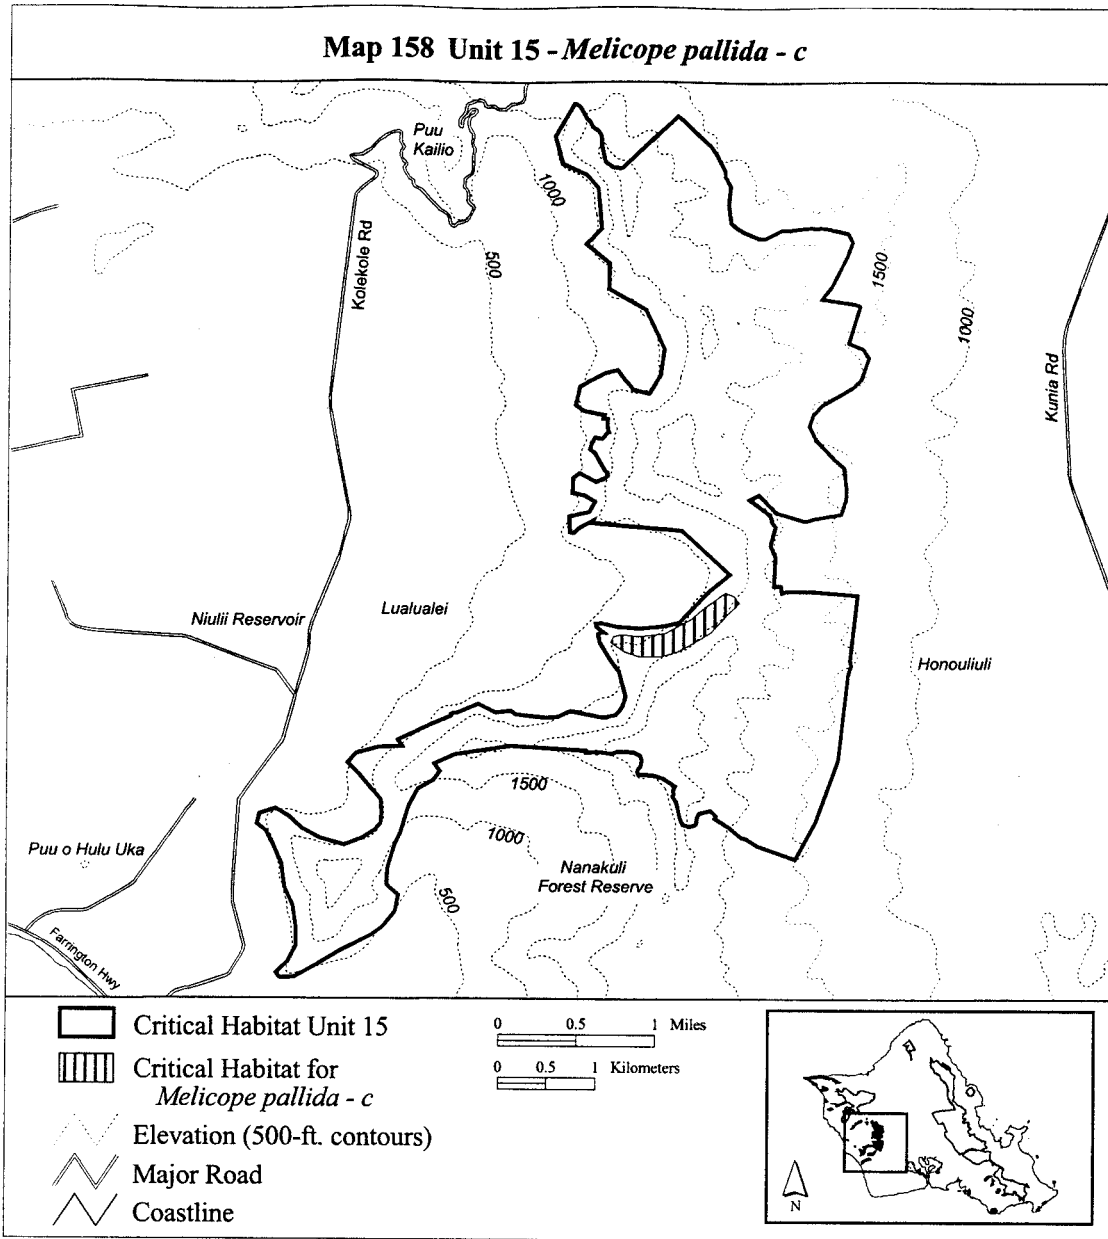 Map 158 Unit 15 - Melicope pallida - c
Puu
Kailio
1000
Kolekole Rd
500
1500
1000
Kunia Rd
Niulii Reservoir
Lualualei
Honouliuli
1500
1000
Puu o Hulu Uka
Nanakuli
Forest Reserve
500
Farrington Hwy
Critical Habitat Unit 15
Critical Habitat for
Melicope pallida - c
Elevation (500-ft. contours)
Major Road
Coastline
0 0.5 1 Miles
0 0.5 1 Kilometers
N